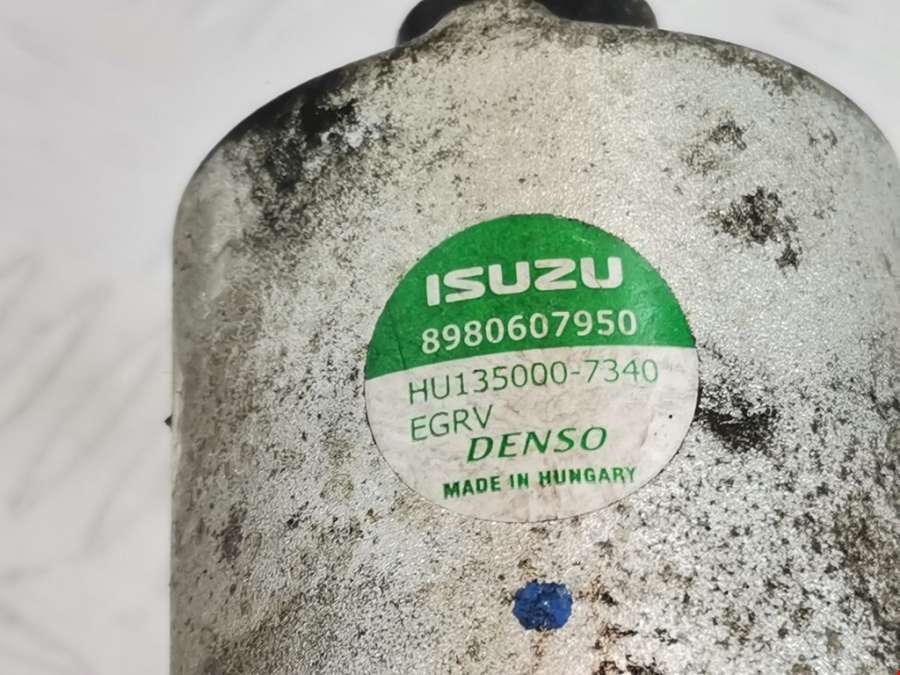 ISUZU
8980607950
HU135000-7340
EGRV
DENSO
MADE IN HUNGARY